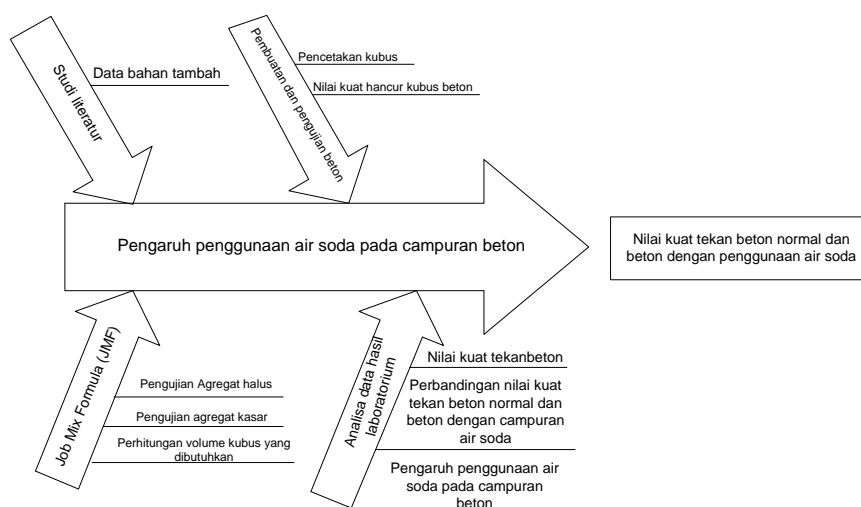 Studi literatur
Data bahan tambah
Pembuatan dan pengujian beton
Pencetakan kubus
Nilai kuat hancur kubus beton
Pengaruh penggunaan air soda pada campuran beton
Nilai kuat tekan beton normal dan
beton dengan penggunaan air soda
Job Mix Formula (JMF)
Pengujian Agregat halus
Pengujian agregat kasar
Perhitungan volume kubus yang
dibutuhkan
Analisa data hasil
laboratorium
Nilai kuat tekanbeton
Perbandingan nilai kuat
tekan beton normal dan
beton dengan campuran
air soda
Pengaruh penggunaan air
soda pada campuran
beton